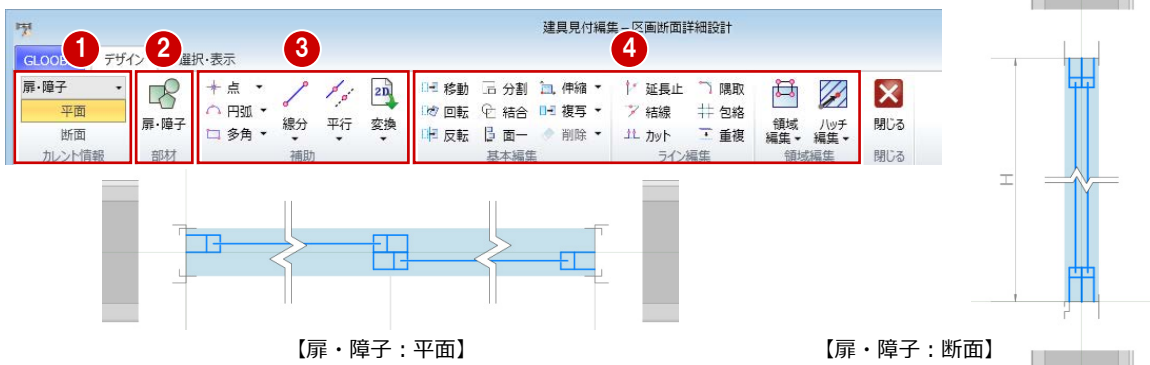 建具見付編集 – 区画断面詳細設計
1 2 3 4
デザイン 選択・表示
扉・障子
平面
断面
カレント情報
扉・障子
部材
点
円弧
多角
線分
平行
2D
変換
補助
移動 分割 伸縮
回転 結合 複写
反転 面一 削除
基本編集
延長止 隅取
結線 包絡
カット 重複
ライン編集
領域
編集
ハッチ
編集
領域編集
閉じる
閉じる
H
【扉・障子：平面】
【扉・障子：断面】